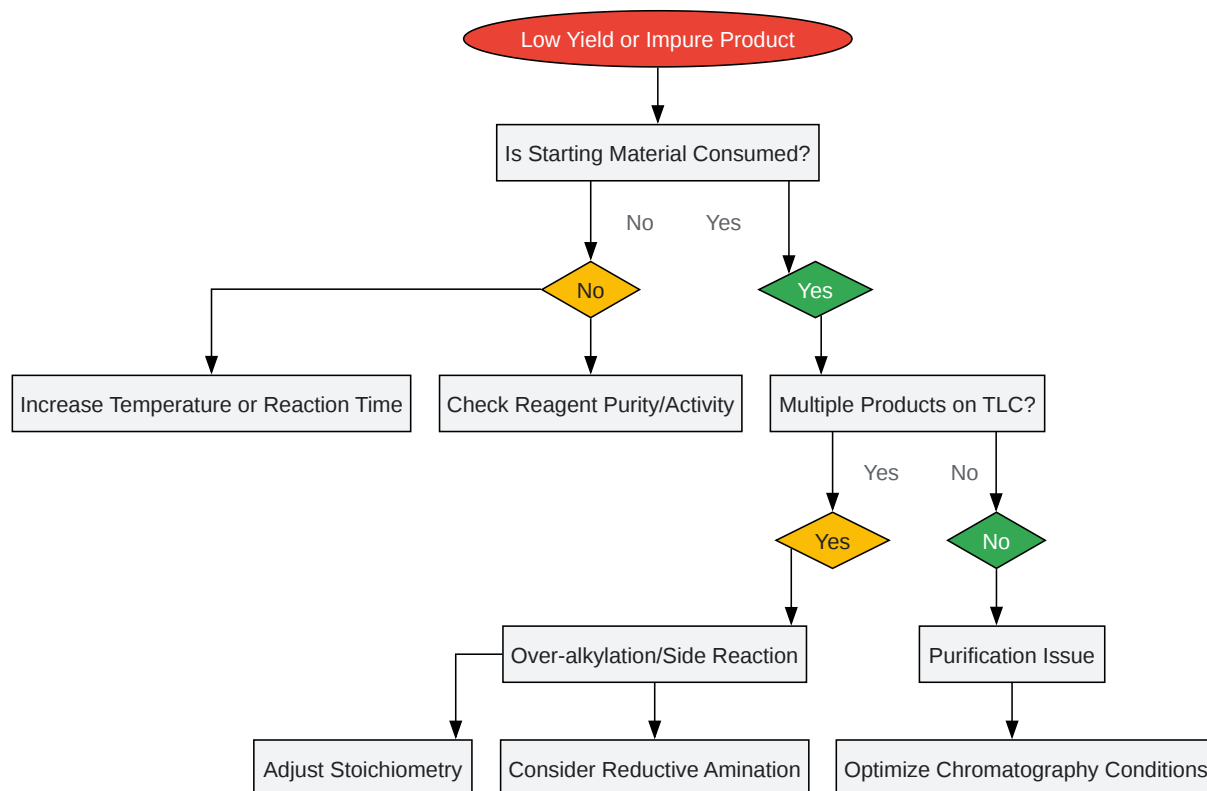 Low Yield or Impure Product
Is Starting Material Consumed?
No
Yes
No
Yes
Increase Temperature or Reaction Time
Check Reagent Purity/Activity
Multiple Products on TLC?
Yes
No
Yes
No
Over-alkylation/Side Reaction
Purification Issue
Adjust Stoichiometry
Consider Reductive Amination
Optimize Chromatography Conditions